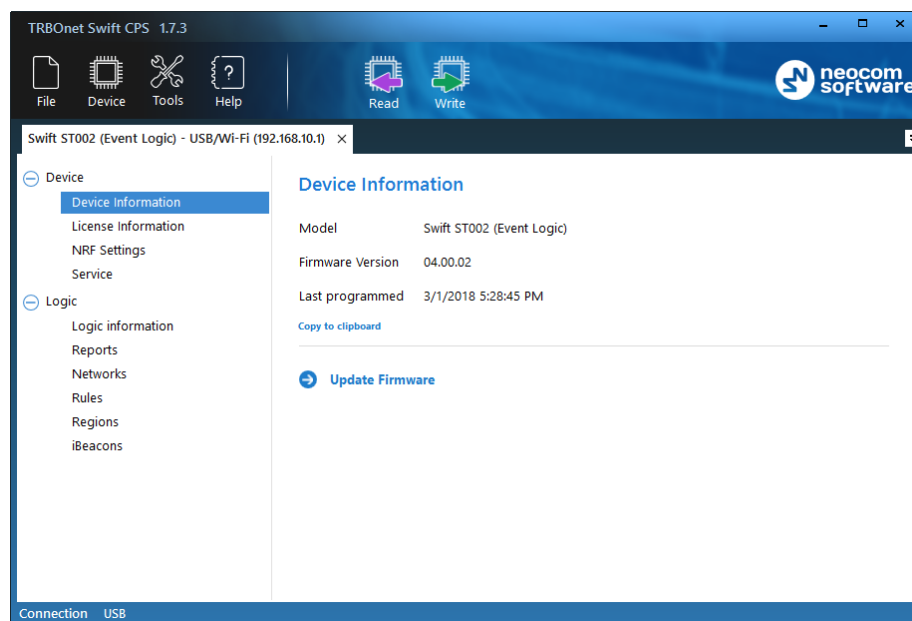 TRBOnet Swift CPS 1.7.3
File Device Tools Help Read Write
neocom
software
Swift ST002 (Event Logic) - USB/Wi-Fi (192.168.10.1) ×
Device
Device Information
License Information
NRF Settings
Service
Logic
Logic information
Reports
Networks
Rules
Regions
iBeacons
Device Information
Model Swift ST002 (Event Logic)
Firmware Version 04.00.02
Last programmed 3/1/2018 5:28:45 PM
Copy to clipboard
Update Firmware
Connection USB